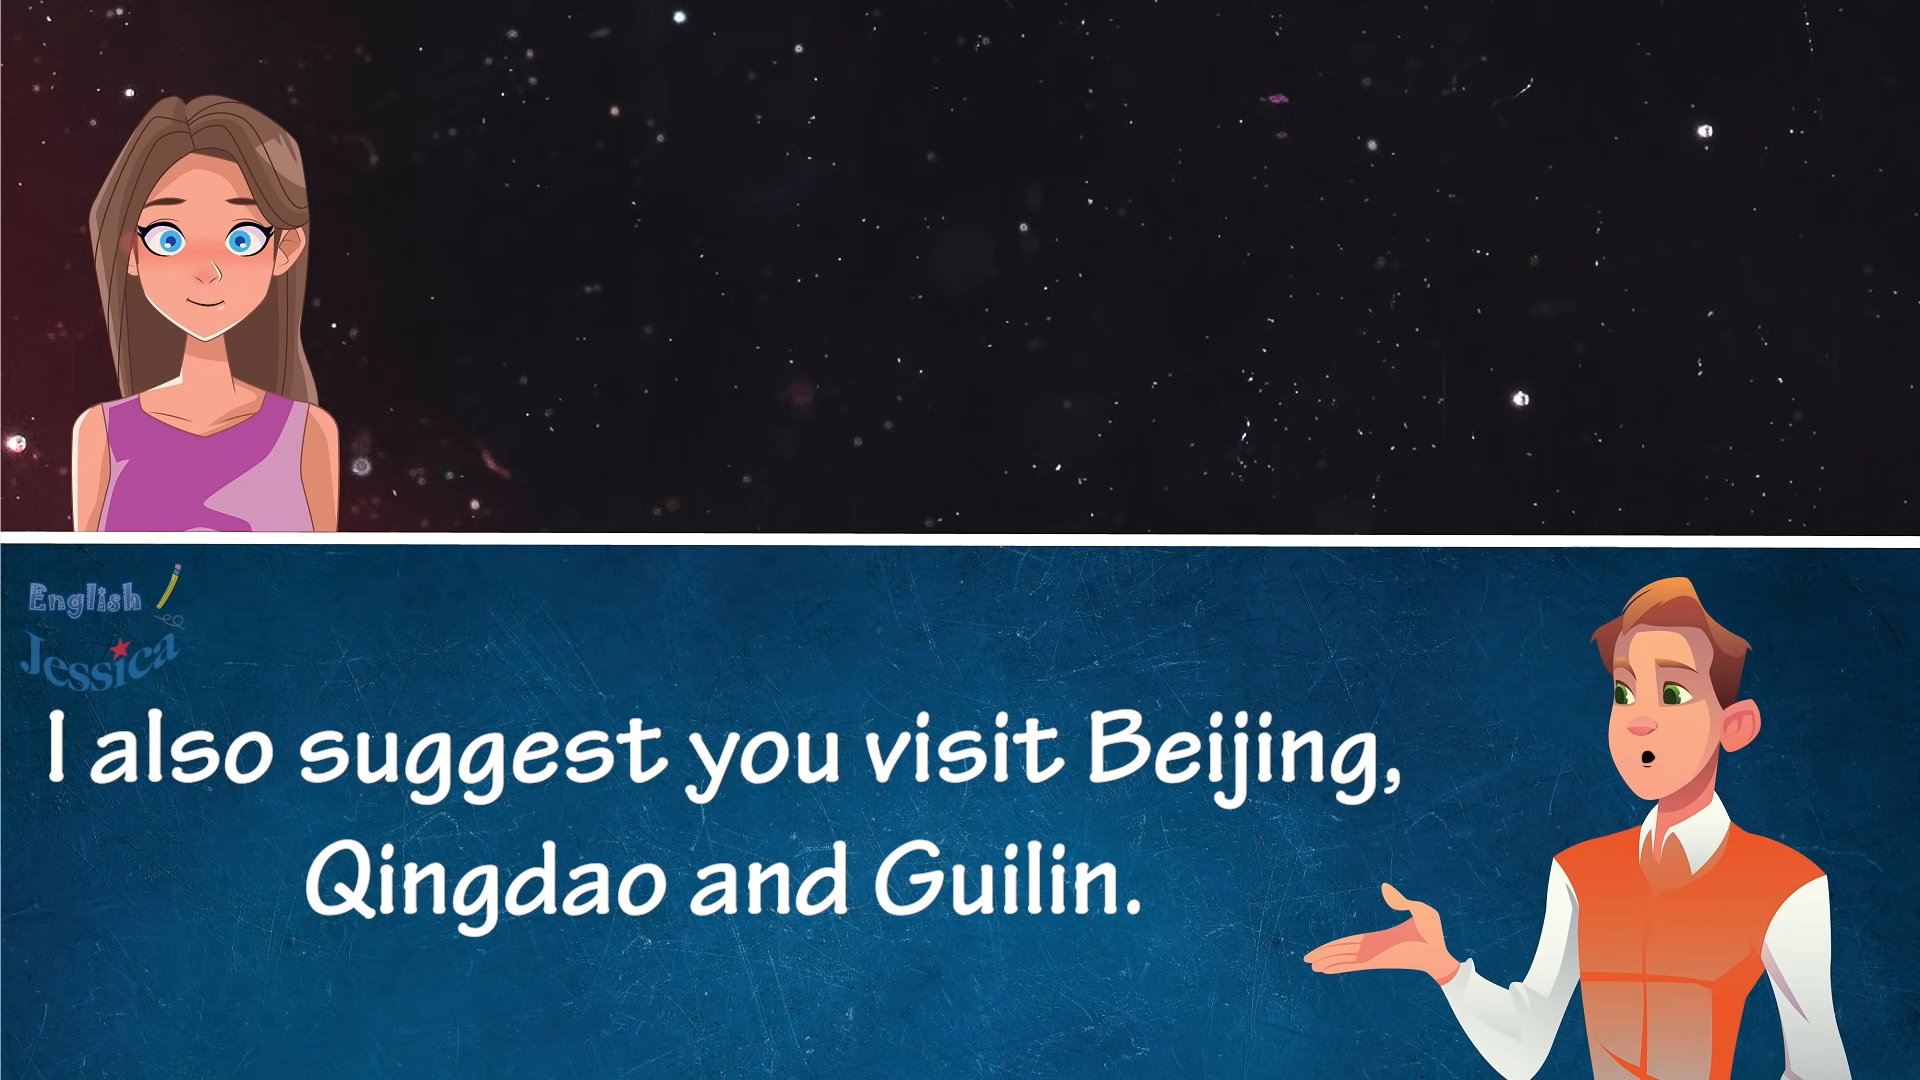 English
Jessica
I also suggest you visit Beijing,
Qingdao and Guilin.